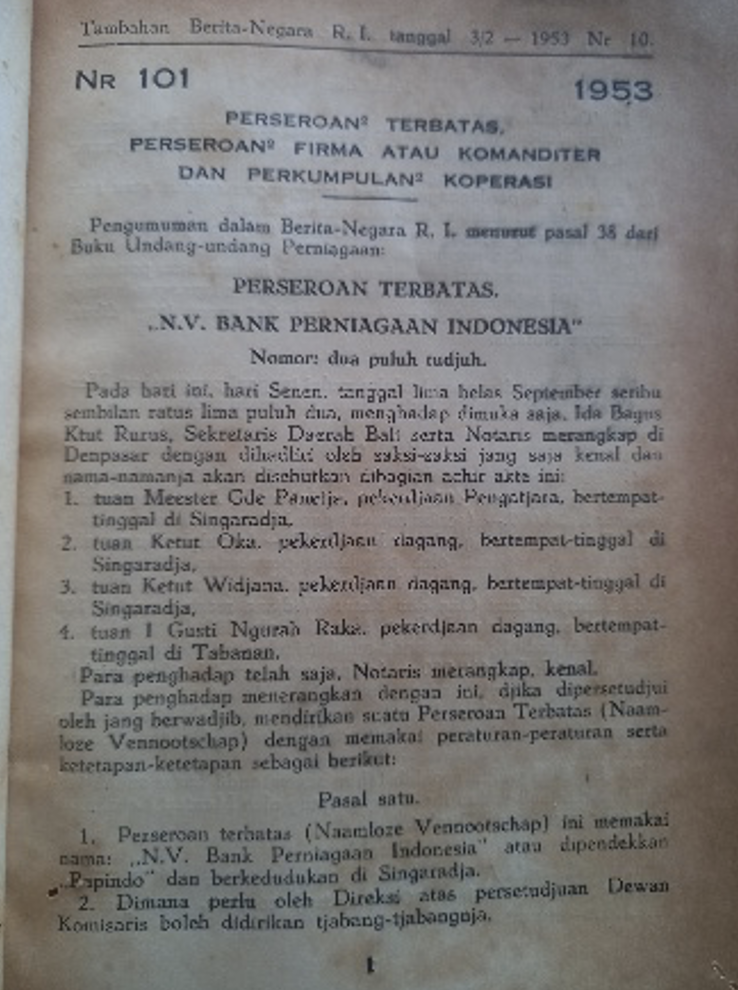 Tambahan Berita-Negara R. I. tanggal 3/2 — 1953 Nr 10.
NR 101 1953
PERSEROAN² TERBATAS,
PERSEROAN² FIRMA ATAU KOMANDITER
DAN PERKUMPULAN² KOPERASI
Pengumuman dalam Berita-Negara R. I. menurut pasal 38 dari
Buku Undang-undang Perniagaan:
PERSEROAN TERBATAS.
„N.V. BANK PERNIAGAAN INDONESIA"
Nomor: dua puluh tudjuh.
Pada hari ini, hari Senen, tanggal lima belas September seribu
sembilan ratus lima puluh dua, menghadap dimuka saja, Ida Bagus
Ktut Rurus, Sekretaris Daerah Bali serta Notaris merangkap di
Denpasar dengan dihadliri oleh saksi-saksi jang saja kenal dan
nama-namanja akan disebutkan dibagian achir akte ini:
1. tuan Meester Gde Panetje, pekerdjaan Pengatjara, bertempat-
tinggal di Singaradja,
2. tuan Ketut Oka, pekerdjaan dagang, bertempat-tinggal di
Singaradja,
3. tuan Ketut Widjana, pekerdjaan dagang, bertempat-tinggal di
Singaradja,
4. tuan I Gusti Ngurah Raka, pekerdjaan dagang, bertempat-
tinggal di Tabanan.
Para penghadap telah saja, Notaris merangkap, kenal.
Para penghadap menerangkan dengan ini, djika dipersetudjui
oleh jang berwadjib, mendirikan suatu Perseroan Terbatas (Naam-
loze Vennootschap) dengan memakai peraturan-peraturan serta
ketetapan-ketetapan sebagai berikut:
Pasal satu.
1. Perseroan terbatas (Naamloze Vennootschap) ini memakai
nama: „N.V. Bank Perniagaan Indonesia" atau dipendekkan
„Papindo" dan berkedudukan di Singaradja.
2. Dimana perlu oleh Direksi atas persetudjuan Dewan
Komisaris boleh didirikan tjabang-tjabangnja.
1